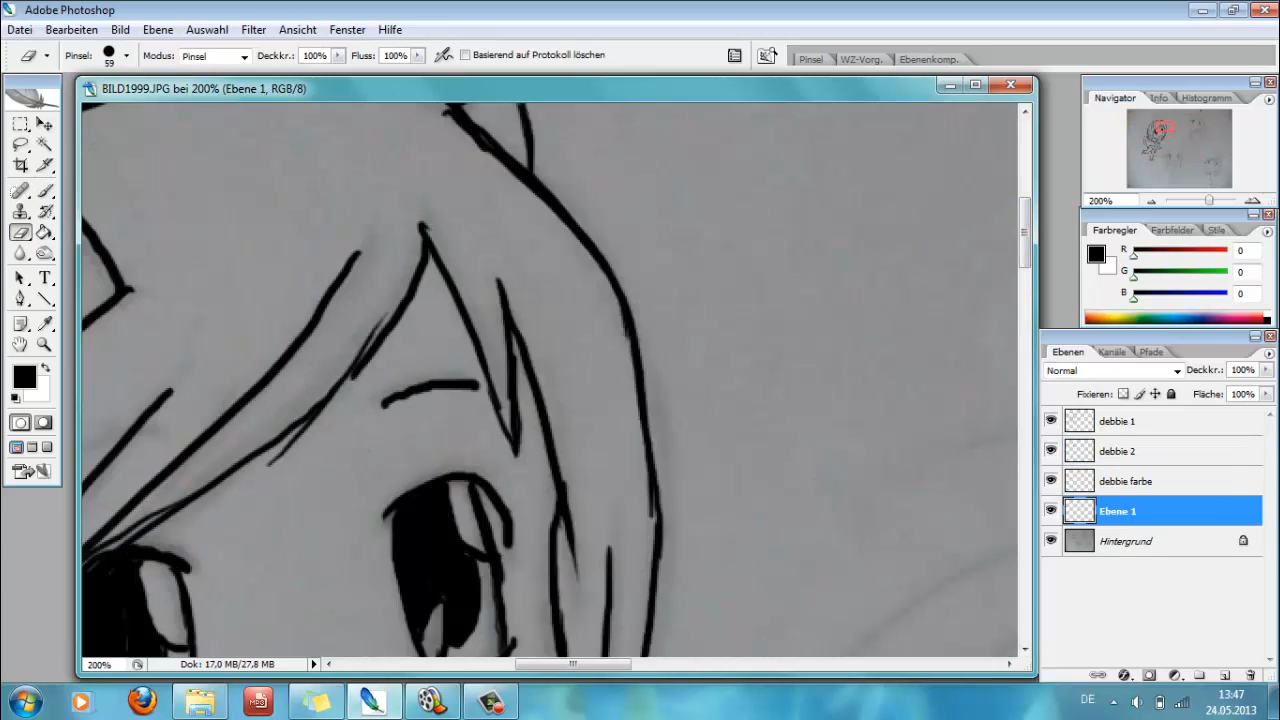 Adobe Photoshop
Datei Bearbeiten Bild Ebene Auswahl Filter Ansicht Fenster Hilfe
Pinsel: 59 Modus: Pinsel Deckkr.: 100% Fluss: 100% Basierend auf Protokoll löschen
Pinsel WZ-Vorg. Ebenenkomp.
BILD1999.JPG bei 200% (Ebene 1, RGB/8)
Navigator Info Histogramm
200%
Farbregler Farbfelder Stile
R 0
G 0
B 0
Ebenen Kanäle Pfade
Normal Deckkr.: 100%
Fixieren: Fläche: 100%
debbie 1
debbie 2
debbie farbe
Ebene 1
Hintergrund
200% Dok: 17,0 MB/27,8 MB
DE 13:47
24.05.2013